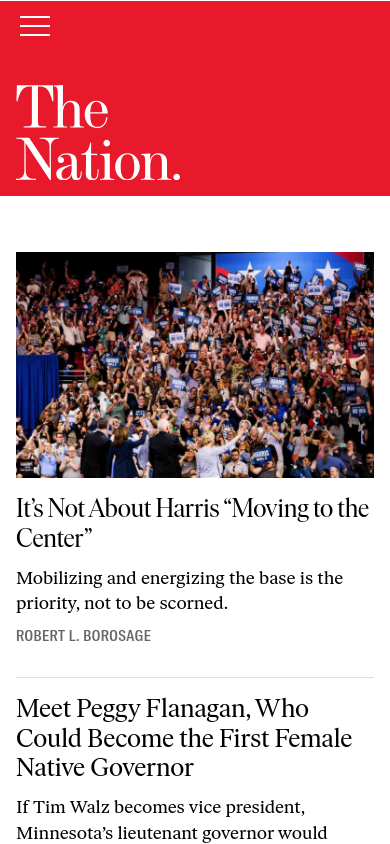 The
Nation.
It’s Not About Harris “Moving to the
Center”
Mobilizing and energizing the base is the
priority, not to be scorned.
ROBERT L. BOROSAGE
Meet Peggy Flanagan, Who
Could Become the First Female
Native Governor
If Tim Walz becomes vice president,
Minnesota’s lieutenant governor would